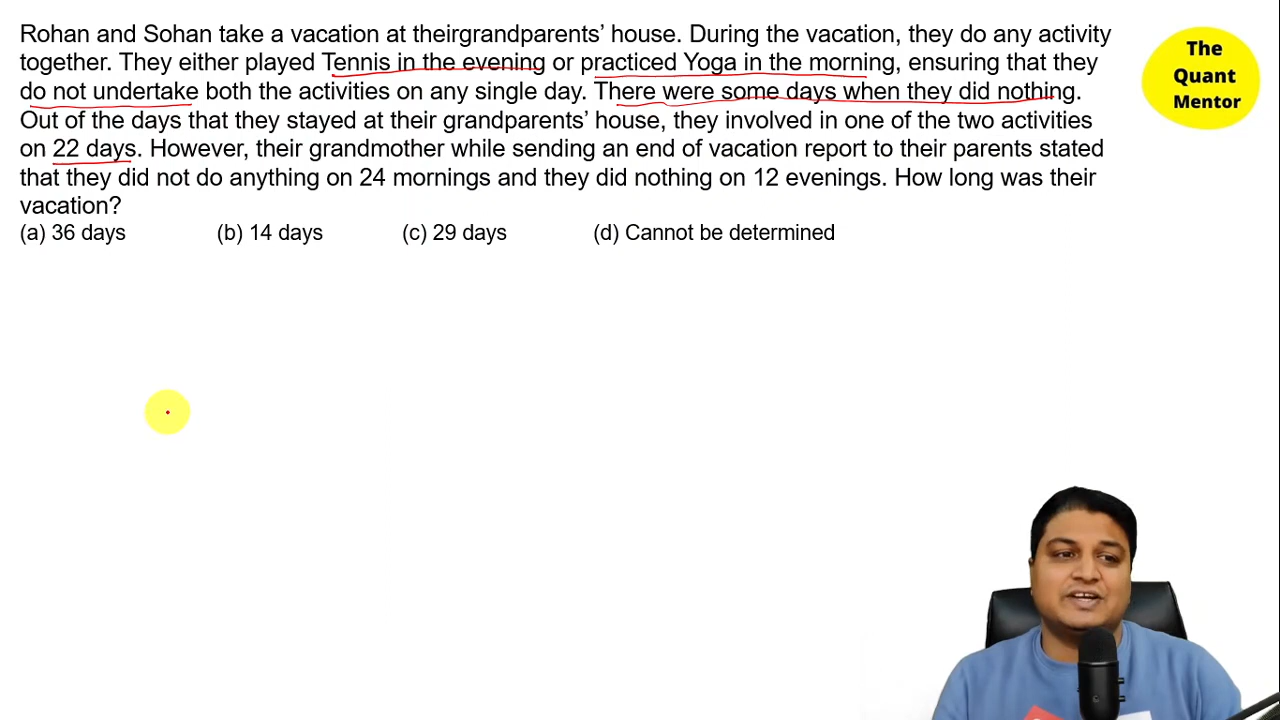 Rohan and Sohan take a vacation at theirgrandparents’ house. During the vacation, they do any activity
together. They either played Tennis in the evening or practiced Yoga in the morning, ensuring that they
do not undertake both the activities on any single day. There were some days when they did nothing.
Out of the days that they stayed at their grandparents’ house, they involved in one of the two activities
on 22 days. However, their grandmother while sending an end of vacation report to their parents stated
that they did not do anything on 24 mornings and they did nothing on 12 evenings. How long was their
vacation?
(a) 36 days (b) 14 days (c) 29 days (d) Cannot be determined
The
Quant
Mentor